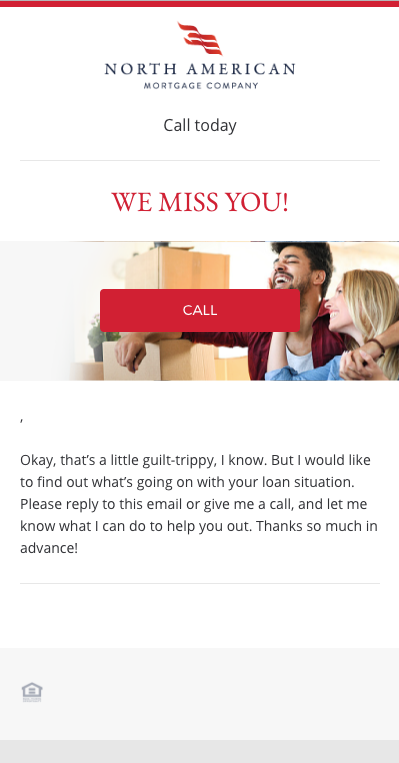 NORTH AMERICAN
MORTGAGE COMPANY
Call today
WE MISS YOU!
CALL
,
Okay, that’s a little guilt-trippy, I know. But I would like
to find out what’s going on with your loan situation.
Please reply to this email or give me a call, and let me
know what I can do to help you out. Thanks so much in
advance!